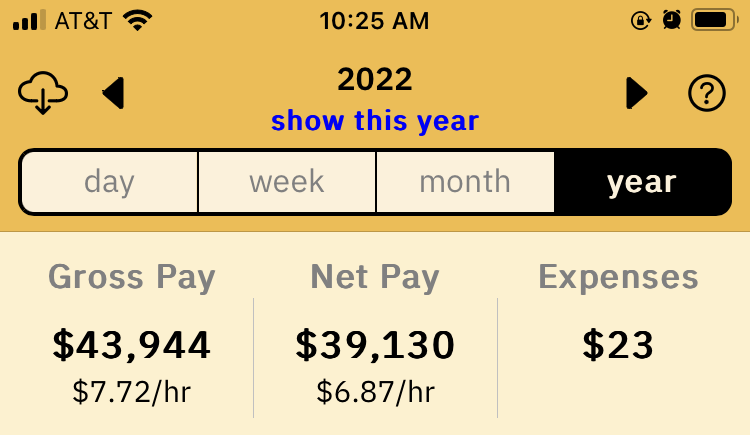 AT&T 10:25 AM
2022
show this year
day week month year
Gross Pay Net Pay Expenses
$43,944 $39,130 $23
$7.72/hr $6.87/hr